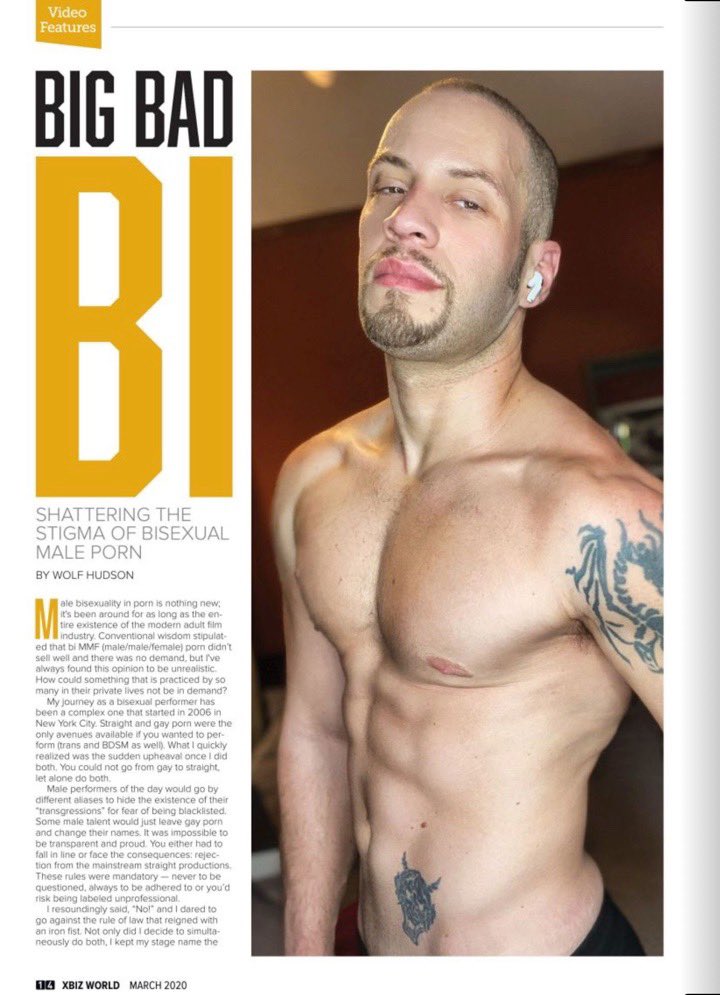 Video
Features
BIG BAD
BI
SHATTERING THE
STIGMA OF BISEXUAL
MALE PORN
BY WOLF HUDSON
Male bisexuality in porn is nothing new;
it's been around for as long as the en-
tire existence of the modern adult film
industry. Conventional wisdom stipulat-
ed that bi MMF (male/male/female) porn didn't
sell well and there was no demand, but I've
always found this opinion to be unrealistic.
How could something that is practiced by so
many in their private lives not be in demand?
My journey as a bisexual performer has
been a complex one that started in 2006 in
New York City. Straight and gay porn were the
only avenues available if you wanted to per-
form (trans and BDSM as well). What I quickly
realized was the sudden upheaval once I did
both. You could not go from gay to straight,
let alone do both.
Male performers of the day would go by
different aliases to hide the existence of their
"transgressions" for fear of being blacklisted.
Some male talent would just leave gay porn
and change their names. It was impossible to
be transparent and proud. You either had to
fall in line or face the consequences: rejec-
tion from the mainstream straight productions.
These rules were mandatory — never to be
questioned, always to be adhered to or you'd
risk being labeled unprofessional.
I resoundingly said, "No!" and I dared to
go against the rule of law that reigned with
an iron fist. Not only did I decide to simulta-
neously do both, I kept my stage name the
14 XBIZ WORLD MARCH 2020